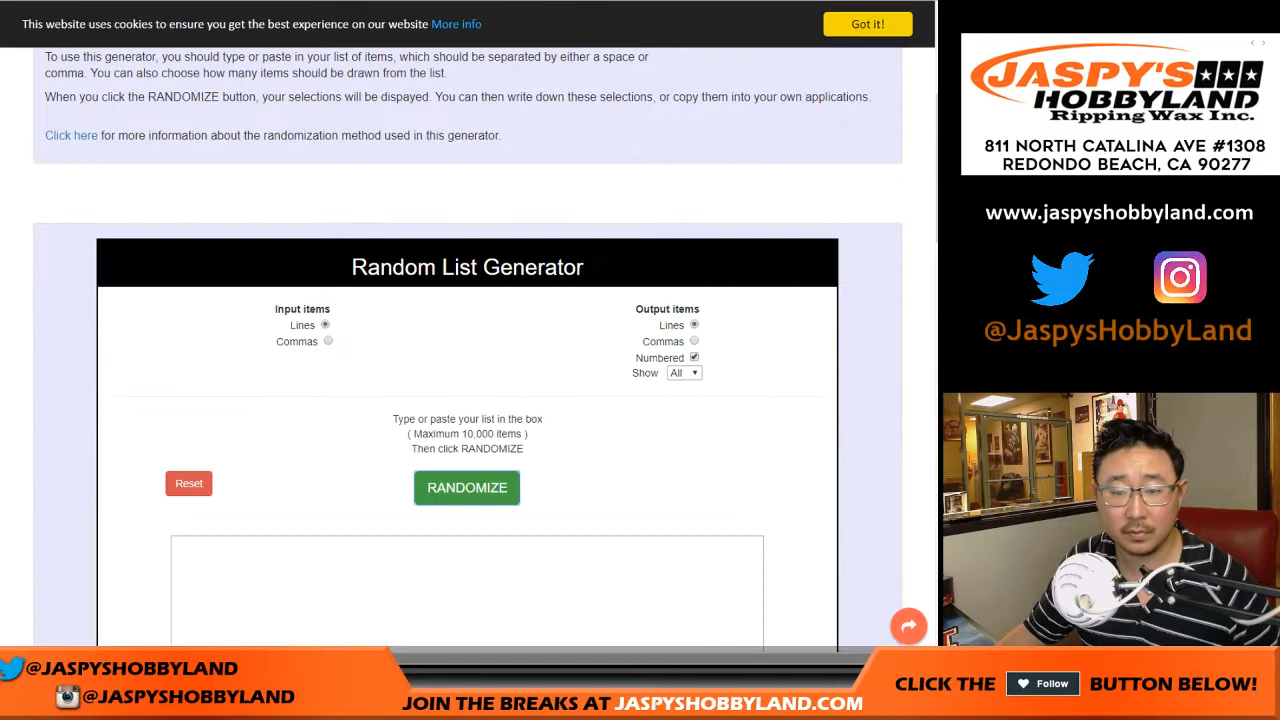 This website uses cookies to ensure you get the best experience on our website More info
Got it!
To use this generator, you should type or paste in your list of items, which should be separated by either a space or
comma. You can also choose how many items should be drawn from the list.
When you click the RANDOMIZE button, your selections will be dispayed. You can then write down these selections, or copy them into your own applications.
Click here for more information about the randomization method used in this generator.
Random List Generator
Input items
Lines
Commas
Output items
Lines
Commas
Numbered
Show All
Type or paste your list in the box
( Maximum 10,000 items )
Then click RANDOMIZE
Reset
RANDOMIZE
JASPY'S
HOBBYLAND
Ripping Wax Inc.
811 NORTH CATALINA AVE #1308
REDONDO BEACH, CA 90277
www.jaspyshobbyland.com
@JaspysHobbyLand
@JASPYSHOBBYLAND
@JASPYSHOBBYLAND
JOIN THE BREAKS AT JASPYSHOBBYLAND.COM
CLICK THE Follow BUTTON BELOW!